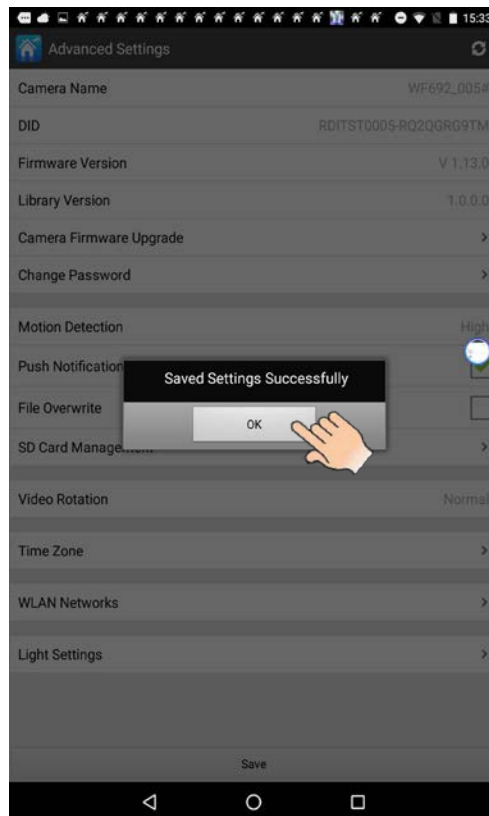 15:33
Advanced Settings
Camera Name WF692_005#
DID RDITST0005-RQ2QGRG9TM
Firmware Version V 1.13.0
Library Version 1.0.0.0
Camera Firmware Upgrade
Change Password
Motion Detection High
Push Notification
Saved Settings Successfully
File Overwrite
OK
SD Card
Video Rotation Normal
Time Zone
WLAN Networks
Light Settings
Save